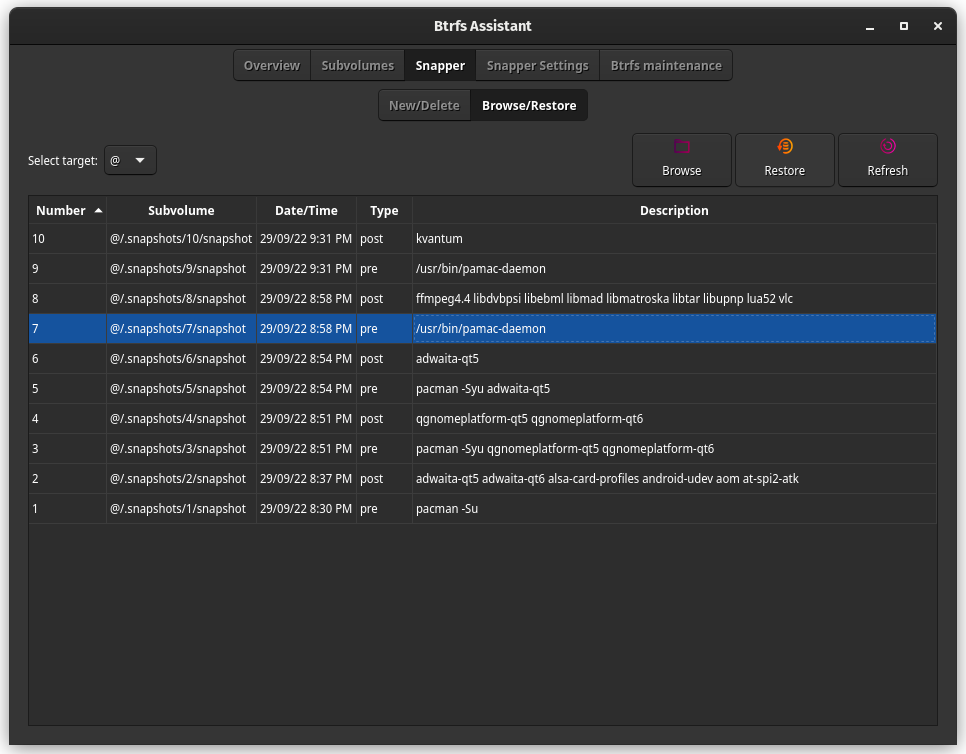 Btrfs Assistant
Overview Subvolumes Snapper Snapper Settings Btrfs maintenance
New/Delete Browse/Restore
Select target: @ Browse Restore Refresh
Number Subvolume Date/Time Type Description
10 @/.snapshots/10/snapshot 29/09/22 9:31 PM post kvantum
9 @/.snapshots/9/snapshot 29/09/22 9:31 PM pre /usr/bin/pamac-daemon
8 @/.snapshots/8/snapshot 29/09/22 8:58 PM post ffmpeg4.4 libdvbpsi libebml libmad libmatroska libtar libupnp lua52 vlc
7 @/.snapshots/7/snapshot 29/09/22 8:58 PM pre /usr/bin/pamac-daemon
6 @/.snapshots/6/snapshot 29/09/22 8:54 PM post adwaita-qt5
5 @/.snapshots/5/snapshot 29/09/22 8:54 PM pre pacman -Syu adwaita-qt5
4 @/.snapshots/4/snapshot 29/09/22 8:51 PM post qgnomeplatform-qt5 qgnomeplatform-qt6
3 @/.snapshots/3/snapshot 29/09/22 8:51 PM pre pacman -Syu qgnomeplatform-qt5 qgnomeplatform-qt6
2 @/.snapshots/2/snapshot 29/09/22 8:37 PM post adwaita-qt5 adwaita-qt6 alsa-card-profiles android-udev aom at-spi2-atk
1 @/.snapshots/1/snapshot 29/09/22 8:30 PM pre pacman -Su